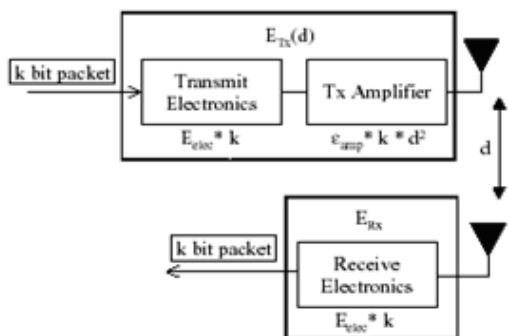 E_Tx(d)
k bit packet
Transmit
Electronics
Tx Amplifier
E_elec* k
ε_amp* k * d²
d
E_Rx
k bit packet
Receive
Electronics
E_elec* k